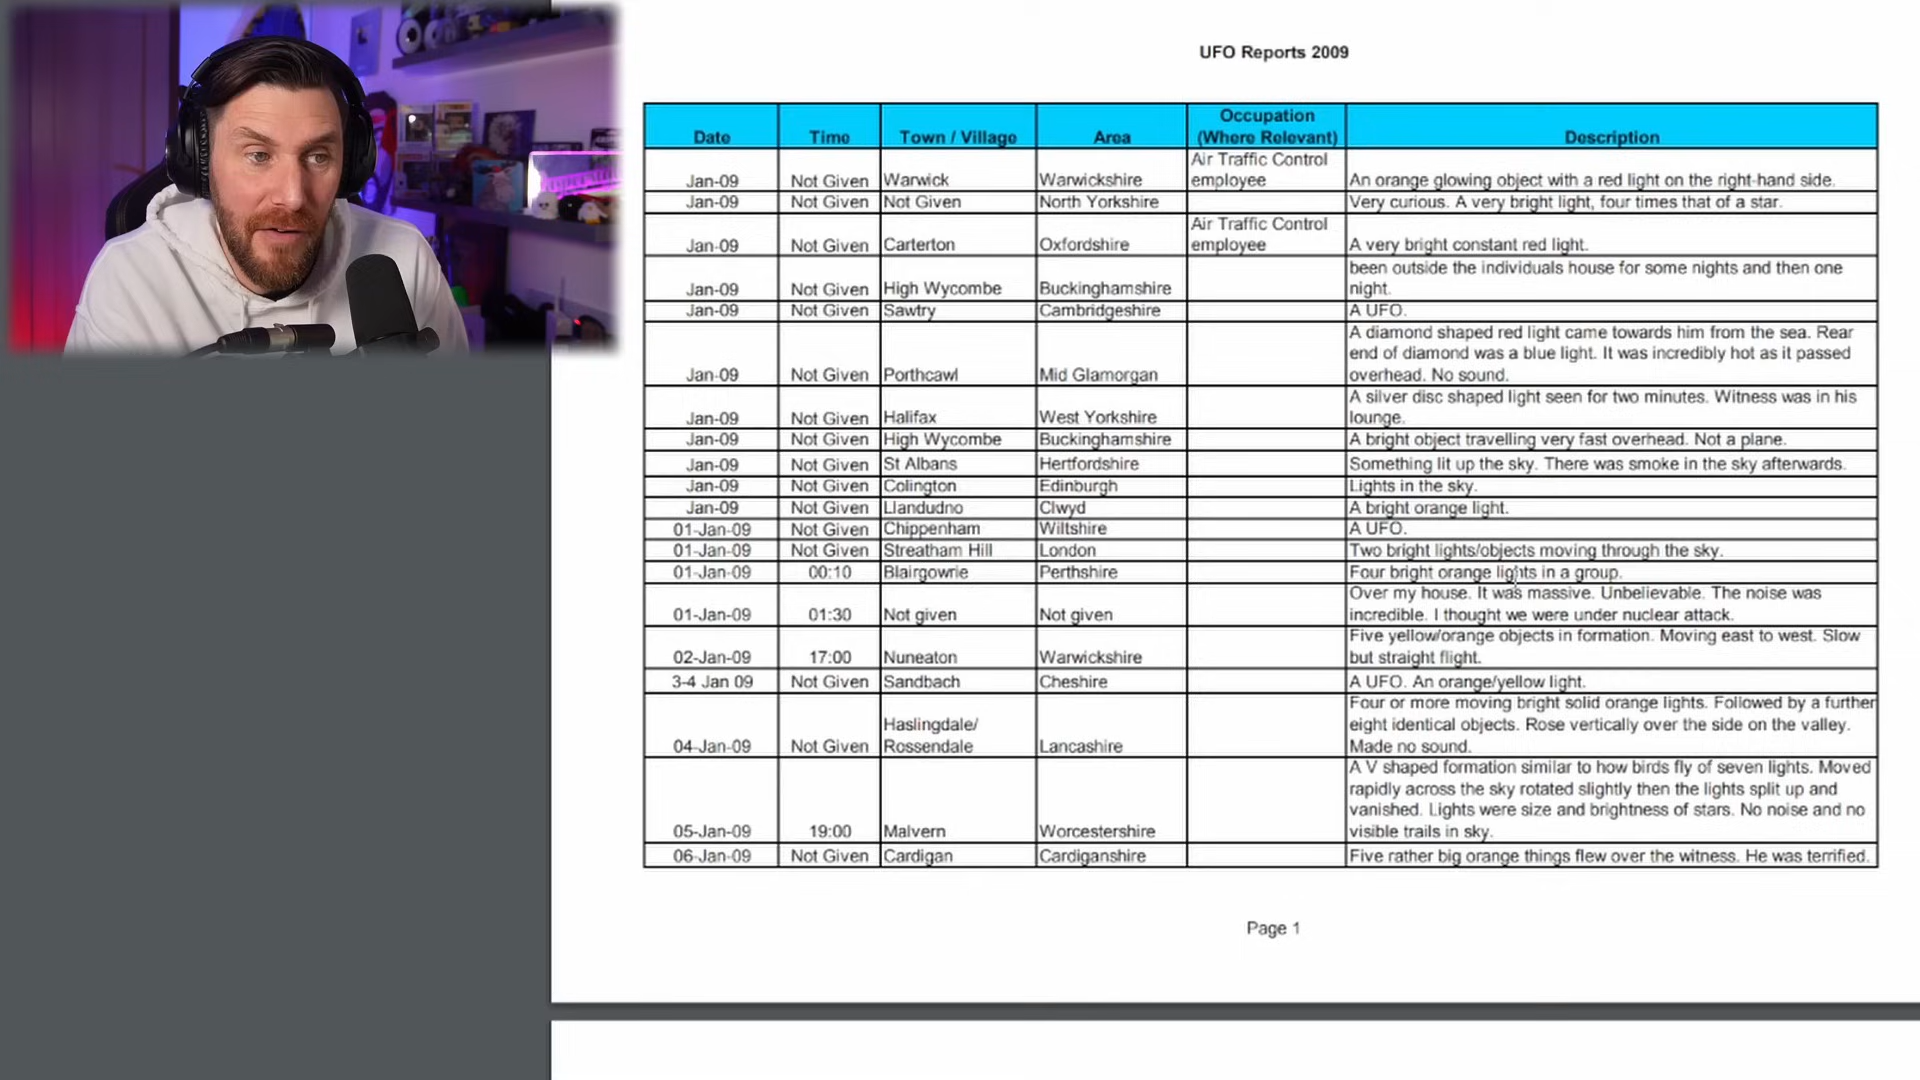 UFO Reports 2009
Date Time Town / Village Area Occupation (Where Relevant) Description
Jan-09 Not Given Warwick Warwickshire Air Traffic Control employee An orange glowing object with a red light on the right-hand side.
Jan-09 Not Given Not Given North Yorkshire Very curious. A very bright light, four times that of a star.
Jan-09 Not Given Carterton Oxfordshire Air Traffic Control employee A very bright constant red light.
Jan-09 Not Given High Wycombe Buckinghamshire been outside the individuals house for some nights and then one night.
Jan-09 Not Given Sawtry Cambridgeshire A UFO.
Jan-09 Not Given Porthcawl Mid Glamorgan A diamond shaped red light came towards him from the sea. Rear end of diamond was a blue light. It was incredibly hot as it passed overhead. No sound.
Jan-09 Not Given Halifax West Yorkshire A silver disc shaped light seen for two minutes. Witness was in his lounge.
Jan-09 Not Given High Wycombe Buckinghamshire A bright object travelling very fast overhead. Not a plane.
Jan-09 Not Given St Albans Hertfordshire Something lit up the sky. There was smoke in the sky afterwards.
Jan-09 Not Given Colington Edinburgh Lights in the sky.
Jan-09 Not Given Llandudno Clwyd A bright orange light.
01-Jan-09 Not Given Chippenham Wiltshire A UFO.
01-Jan-09 Not Given Streatham Hill London Two bright lights/objects moving through the sky.
01-Jan-09 00:10 Blairgowrie Perthshire Four bright orange lights in a group.
01-Jan-09 01:30 Not given Not given Over my house. It was massive. Unbelievable. The noise was incredible. I thought we were under nuclear attack.
02-Jan-09 17:00 Nuneaton Warwickshire Five yellow/orange objects in formation. Moving east to west. Slow but straight flight.
3-4 Jan 09 Not Given Sandbach Cheshire A UFO. An orange/yellow light.
04-Jan-09 Not Given Haslingdale/ Rossendale Lancashire Four or more moving bright solid orange lights. Followed by a further eight identical objects. Rose vertically over the side on the valley. Made no sound.
05-Jan-09 19:00 Malvern Worcestershire A V shaped formation similar to how birds fly of seven lights. Moved rapidly across the sky rotated slightly then the lights split up and vanished. Lights were size and brightness of stars. No noise and no visible trails in sky.
06-Jan-09 Not Given Cardigan Cardiganshire Five rather big orange things flew over the witness. He was terrified.
Page 1